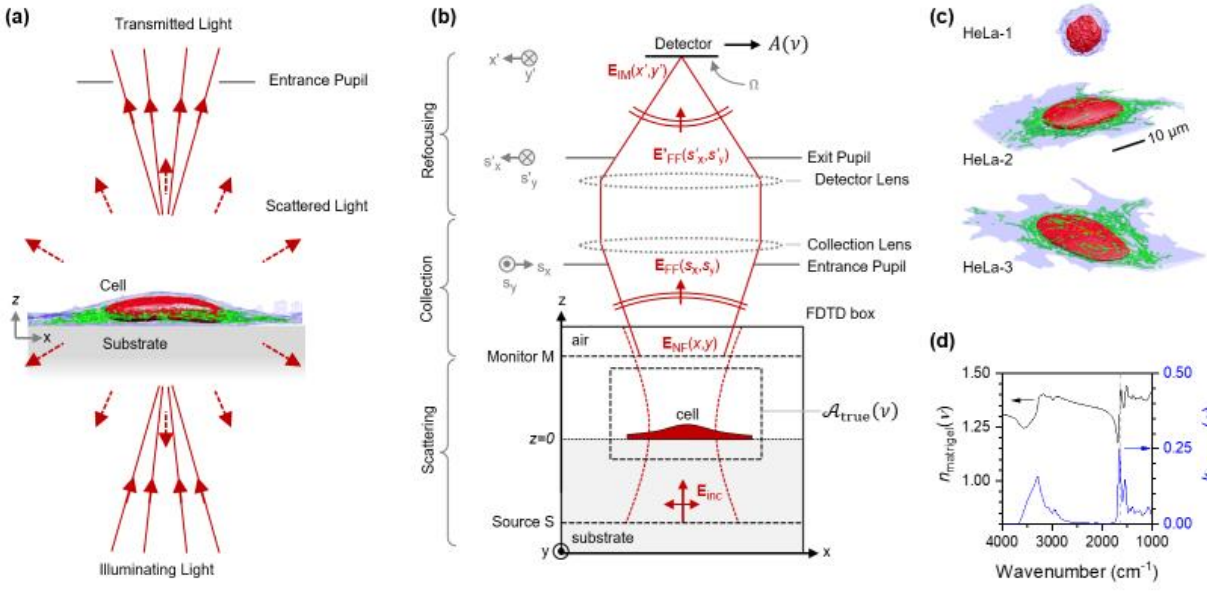 (a)
Transmitted Light
Entrance Pupil
Scattered Light
Cell
z
x
Substrate
Illuminating Light
(b)
Detector
A(ν)
x'
y'
E_IM(x',y')
Ω
Refocusing
E'_FF(s'_x,s'_y)
Exit Pupil
s'_x
s'_y
Detector Lens
Collection Lens
Entrance Pupil
E_FF(s_x,s_y)
s_x
s_y
Collection
z
FDTD box
air
E_NF(x,y)
Monitor M
cell
𝒜_true(ν)
z=0
Scattering
E_inc
Source S
substrate
y
x
(c)
HeLa-1
10 μm
HeLa-2
HeLa-3
(d)
1.50
0.50
1.25
0.25
1.00
0.00
n_matrigel(ν)
4000 3000 2000 1000
Wavenumber (cm⁻¹)